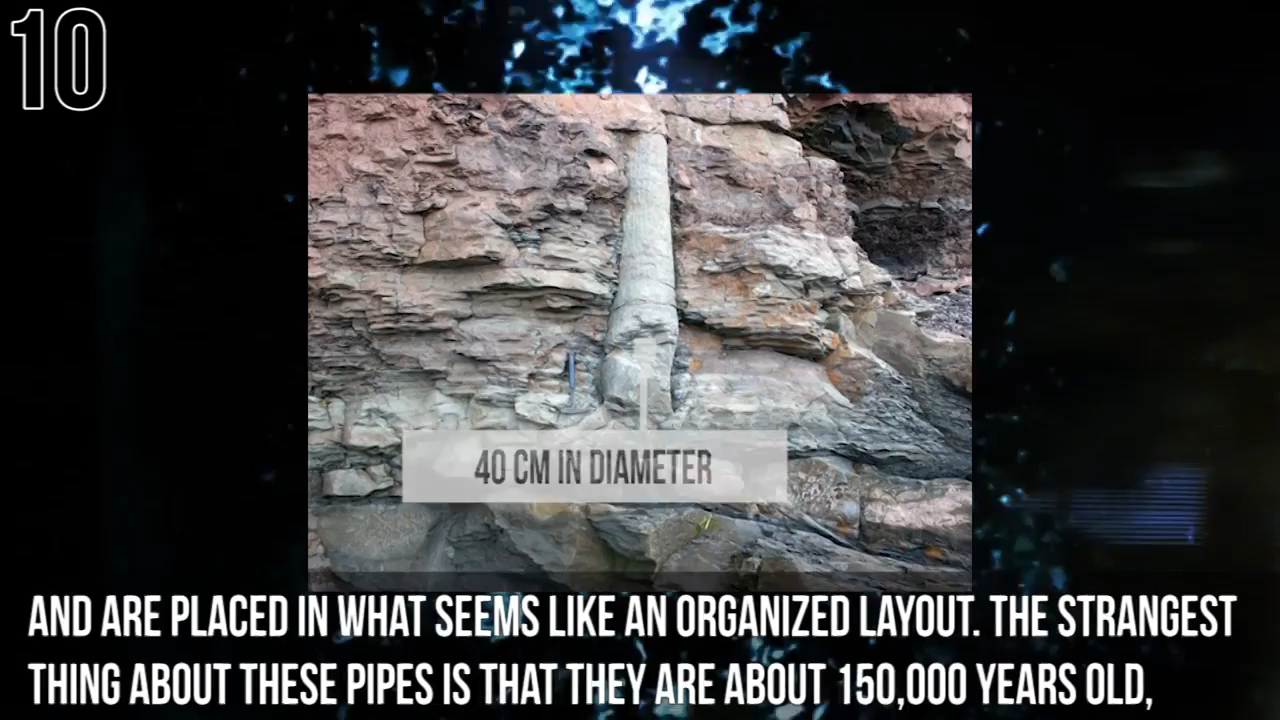 10
40 CM IN DIAMETER
AND ARE PLACED IN WHAT SEEMS LIKE AN ORGANIZED LAYOUT. THE STRANGEST
THING ABOUT THESE PIPES IS THAT THEY ARE ABOUT 150,000 YEARS OLD,